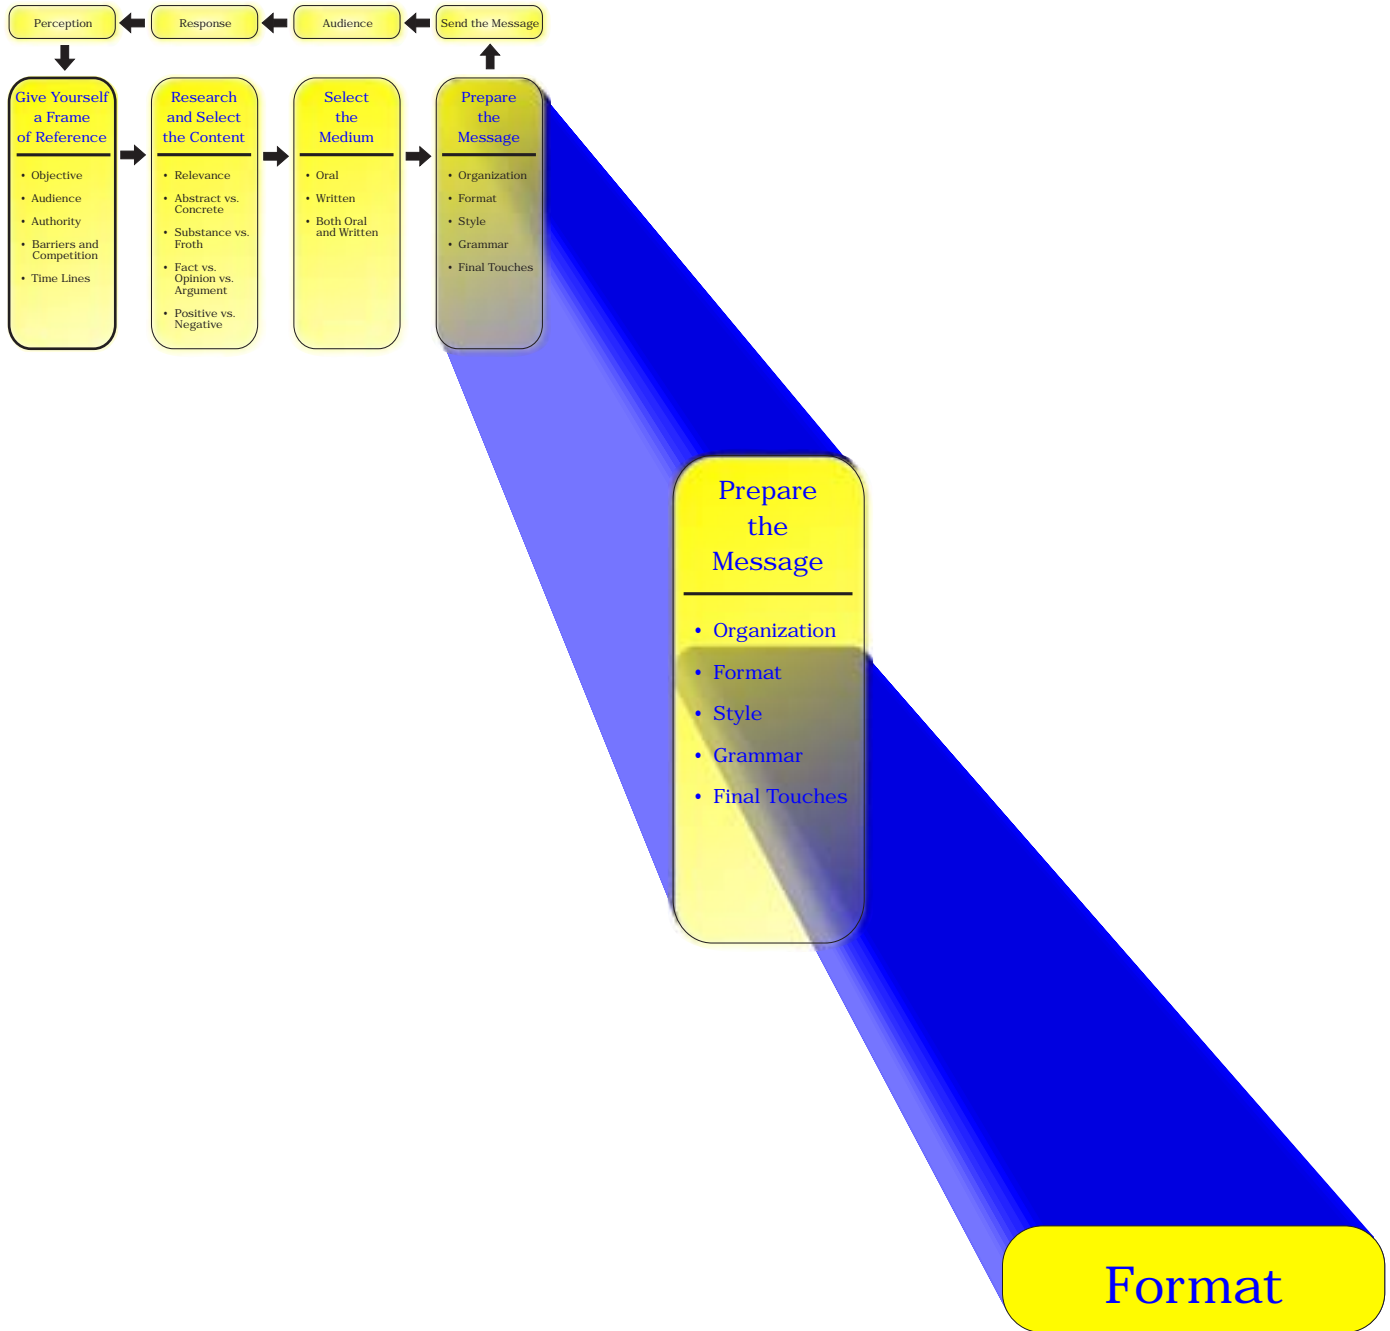 Perception
Response
Audience
Send the Message
Give Yourself
a Frame
of Reference
• Objective
• Audience
• Authority
• Barriers and
Competition
• Time Lines
Research
and Select
the Content
• Relevance
• Abstract vs.
Concrete
• Substance vs.
Froth
• Fact vs.
Opinion vs.
Argument
• Positive vs.
Negative
Select
the
Medium
• Oral
• Written
• Both Oral
and Written
Prepare
the
Message
• Organization
• Format
• Style
• Grammar
• Final Touches
Prepare
the
Message
• Organization
• Format
• Style
• Grammar
• Final Touches
Format